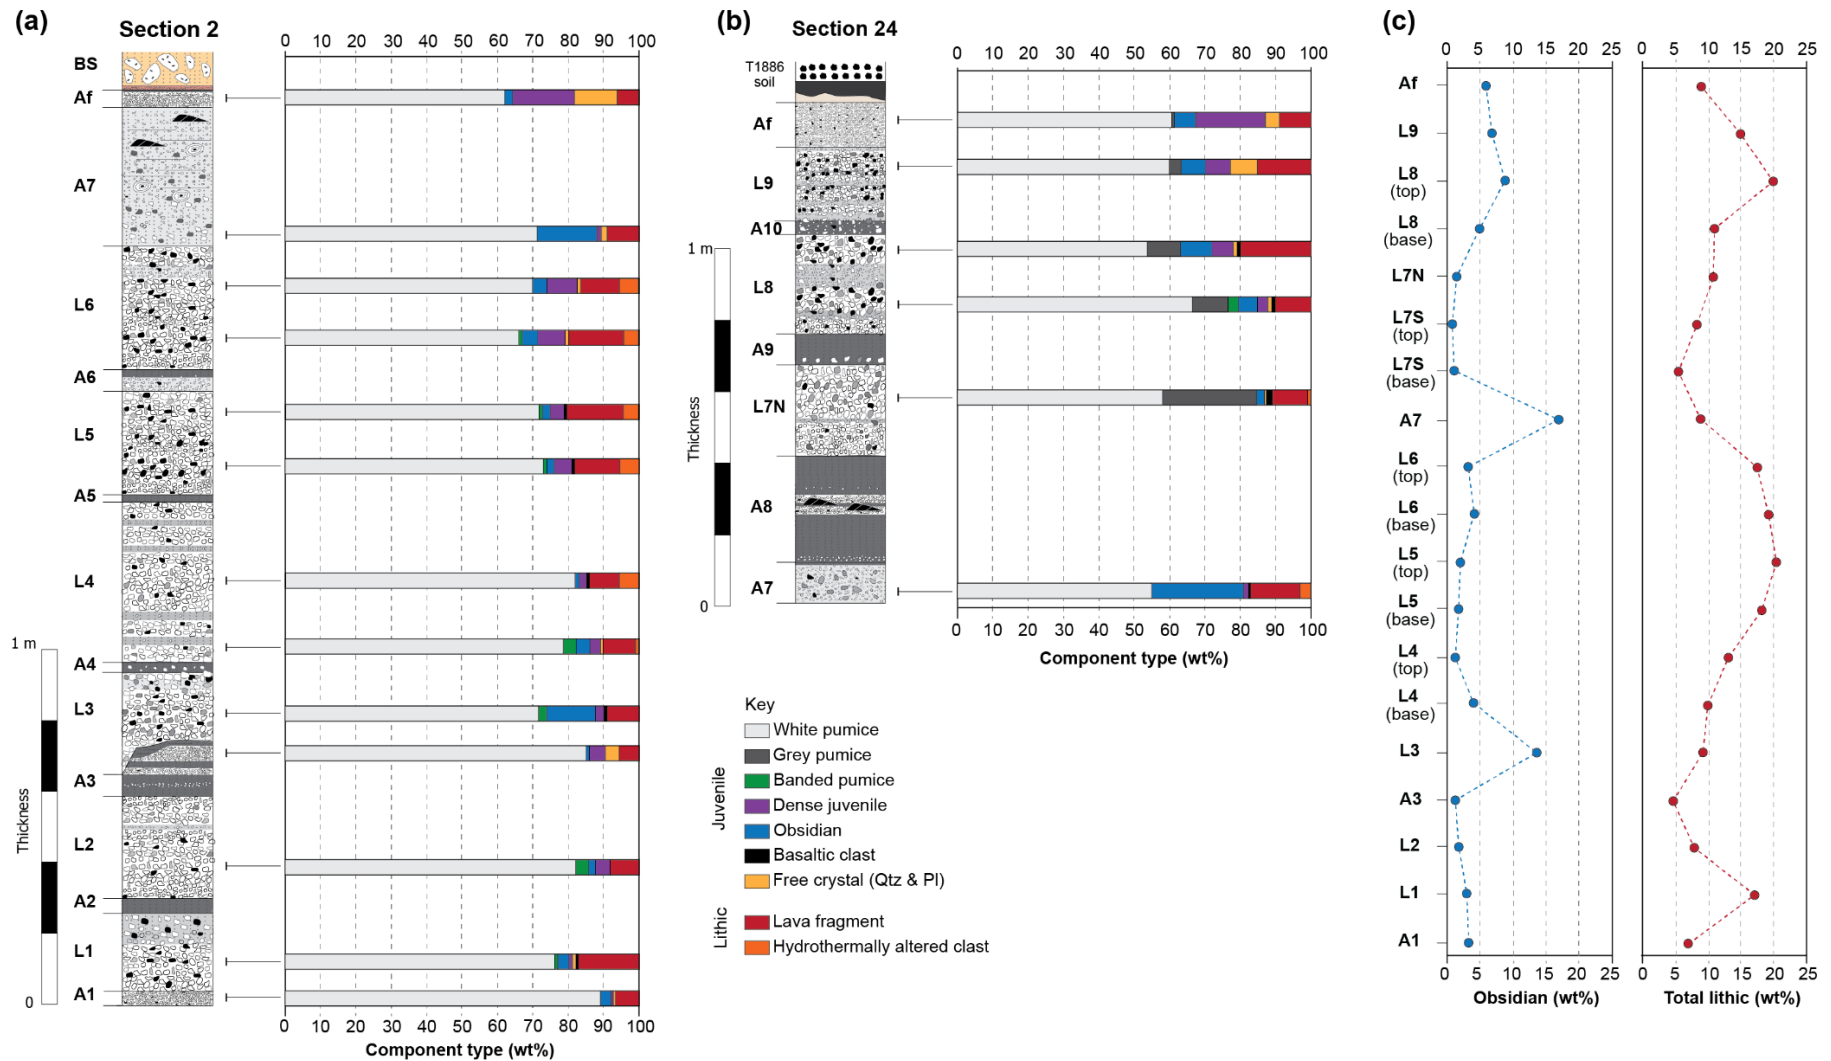 (a)
Section 2
0 10 20 30 40 50 60 70 80 90 100
BS
Af
A7
L6
A6
L5
A5
L4
A4
L3
A3
L2
A2
L1
A1
1 m
Thickness
0
0 10 20 30 40 50 60 70 80 90 100
Component type (wt%)
(b)
Section 24
0 10 20 30 40 50 60 70 80 90 100
T1886
soil
Af
L9
A10
L8
A9
L7N
A8
A7
1 m
Thickness
0
0 10 20 30 40 50 60 70 80 90 100
Component type (wt%)
Key
Juvenile
White pumice
Grey pumice
Banded pumice
Dense juvenile
Obsidian
Basaltic clast
Free crystal (Qtz & Pl)
Lithic
Lava fragment
Hydrothermally altered clast
(c)
0 5 10 15 20 25
0 5 10 15 20 25
Af
L9
L8
(top)
L8
(base)
L7N
L7S
(top)
L7S
(base)
A7
L6
(top)
L6
(base)
L5
(top)
L5
(base)
L4
(top)
L4
(base)
L3
A3
L2
L1
A1
0 5 10 15 20 25
Obsidian (wt%)
0 5 10 15 20 25
Total lithic (wt%)